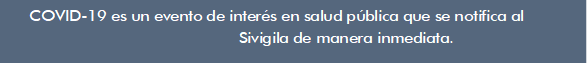 COVID-19 es un evento de interés en salud pública que se notifica al
Sivigila de manera inmediata.